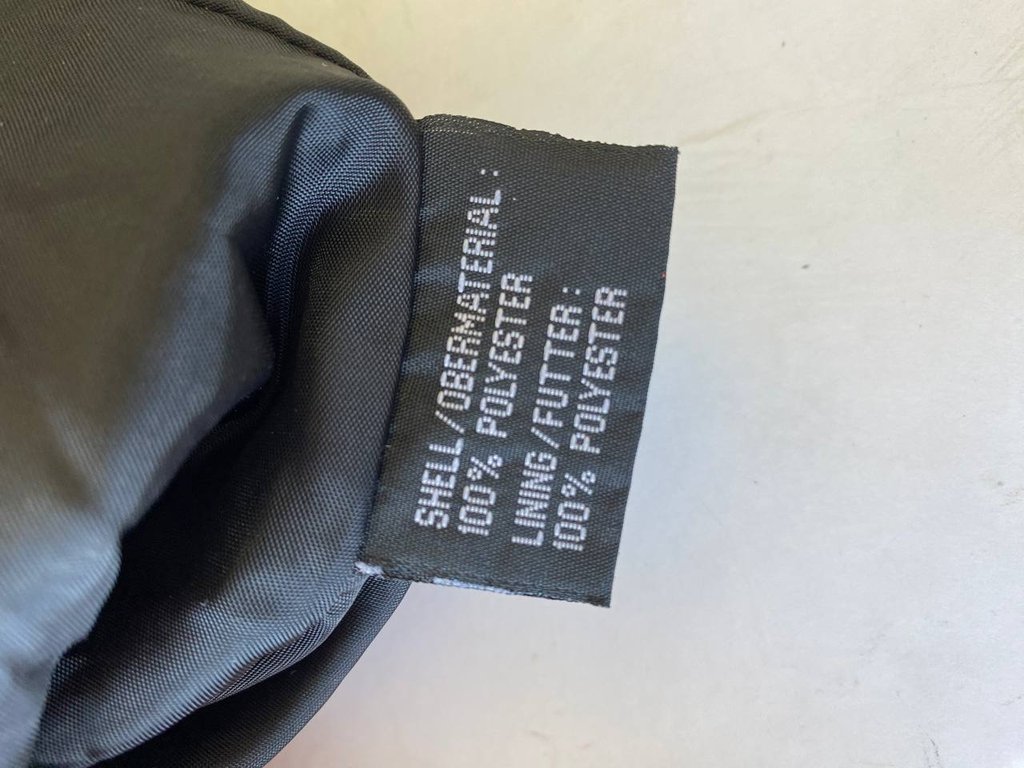 SHELL/OBERMATERIAL:
100% POLYESTER
LINING/FUTTER:
100% POLYESTER